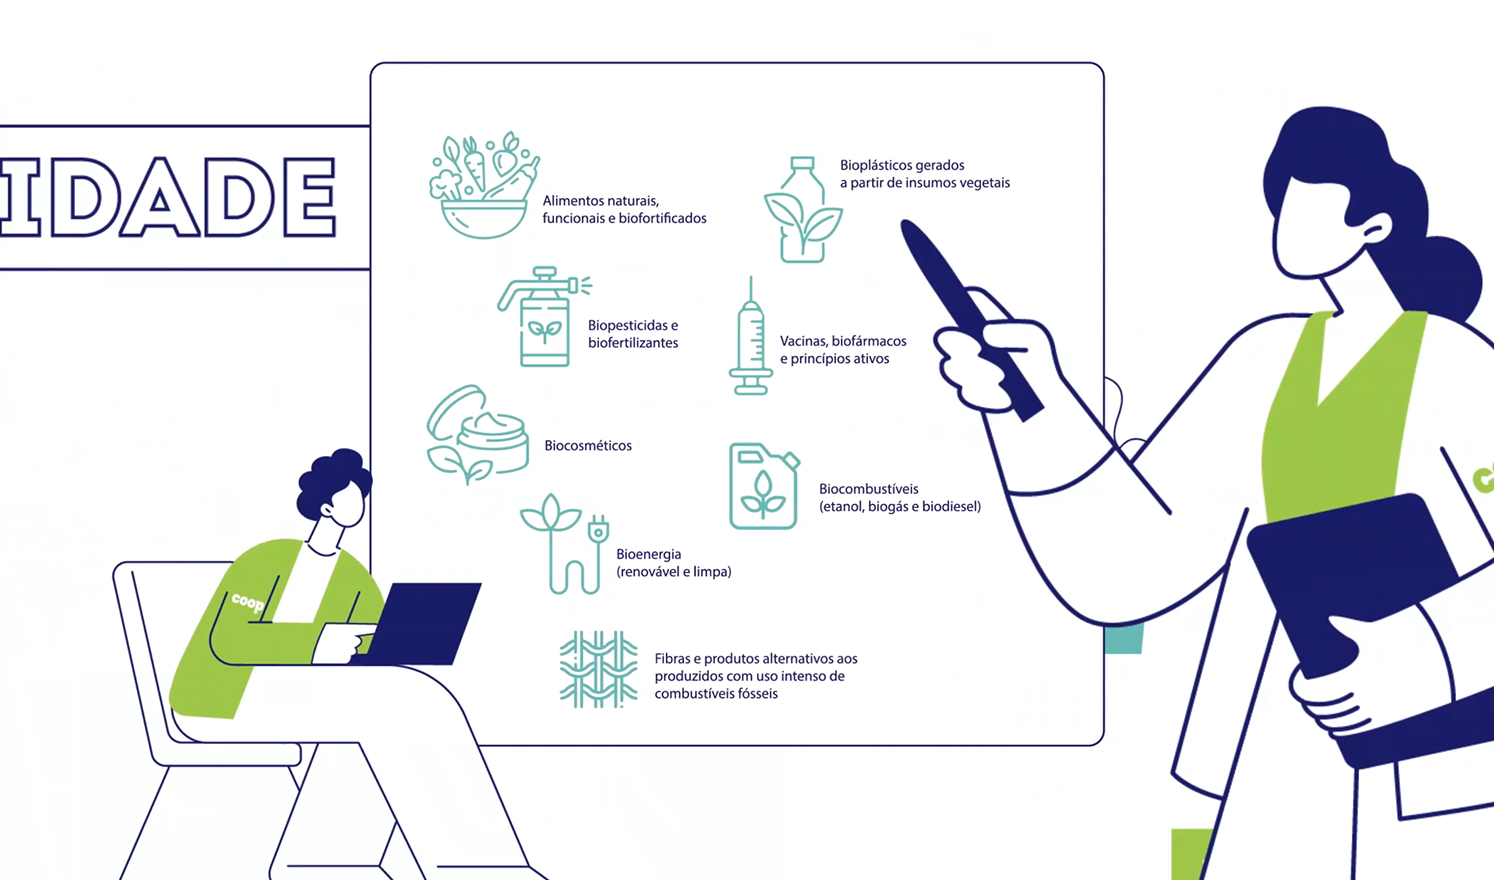 IDADE
Alimentos naturais,
funcionais e biofortificados
Bioplásticos gerados
a partir de insumos vegetais
Biopesticidas e
biofertilizantes
Vacinas, biofármacos
e princípios ativos
Biocosméticos
Biocombustíveis
(etanol, biogás e biodiesel)
Bioenergia
(renovável e limpa)
Fibras e produtos alternativos aos
produzidos com uso intenso de
combustíveis fósseis
coop